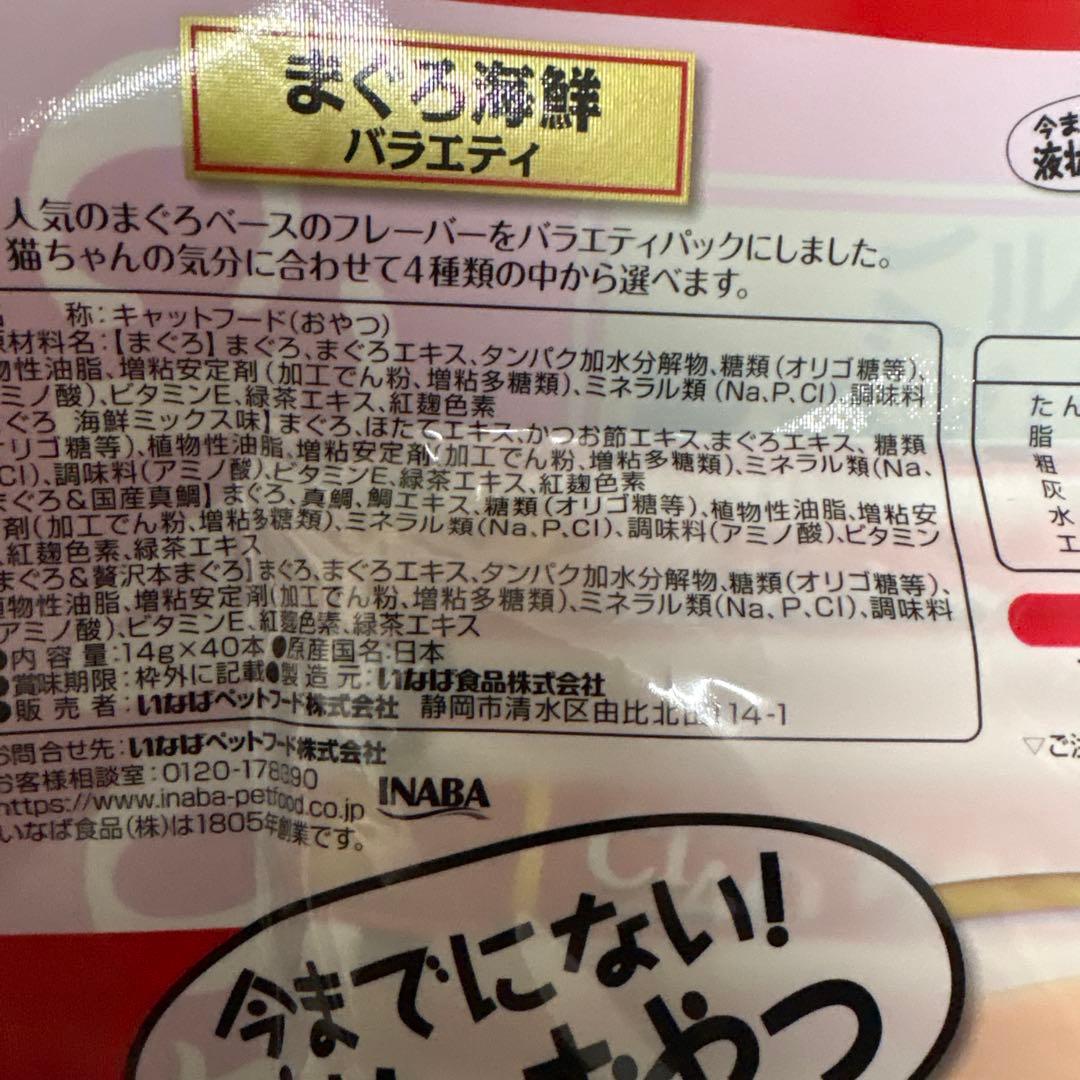 まぐろ海鮮
バラエティ
今ま
液状
人気のまぐろベースのフレーバーをバラエティパックにしました。
猫ちゃんの気分に合わせて4種類の中から選べます。
称:キャットフード(おやつ)
原材料名:【まぐろ】まぐろ、まぐろエキス、タンパク加水分解物、糖類(オリゴ糖等)、
物性油脂、増粘安定剤(加工でん粉、増粘多糖類)、ミネラル類(Na、P、Cl)、調味料
ミノ酸)、ビタミンE、緑茶エキス、紅麹色素
ぐろ 海鮮ミックス味】まぐろ、ほたてエキス、かつお節エキス、まぐろエキス、糖類
オリゴ糖等)、植物性油脂、増粘安定剤(加工でん粉、増粘多糖類)、ミネラル類(Na、
Cl)、調味料(アミノ酸)、ビタミンE、緑茶エキス、紅麹色素
まぐろ&国産真鯛】まぐろ、真鯛、鯛エキス、糖類(オリゴ糖等)、植物性油脂、増粘安
剤(加工でん粉、増粘多糖類)、ミネラル類(Na、P、Cl)、調味料(アミノ酸)、ビタミン
、紅麹色素、緑茶エキス
まぐろ&贅沢本まぐろ】まぐろ、まぐろエキス、タンパク加水分解物、糖類(オリゴ糖等)、
植物性油脂、増粘安定剤(加工でん粉、増粘多糖類)、ミネラル類(Na、P、Cl)、調味料
アミノ酸)、ビタミンE、紅麹色素、緑茶エキス
●内容量:14g×40本●原産国名:日本
●賞味期限:枠外に記載●製造元:いなば食品株式会社
●販売者:いなばペットフード株式会社 静岡市清水区由比北田114-1
お問合せ先:いなばペットフード株式会社
お客様相談室:0120-178390
https://www.inaba-petfood.co.jp
いなば食品(株)は1805年創業です。
INABA
たん
脂
粗
灰
水
エ
▽ご注
今までにない!
おやつ